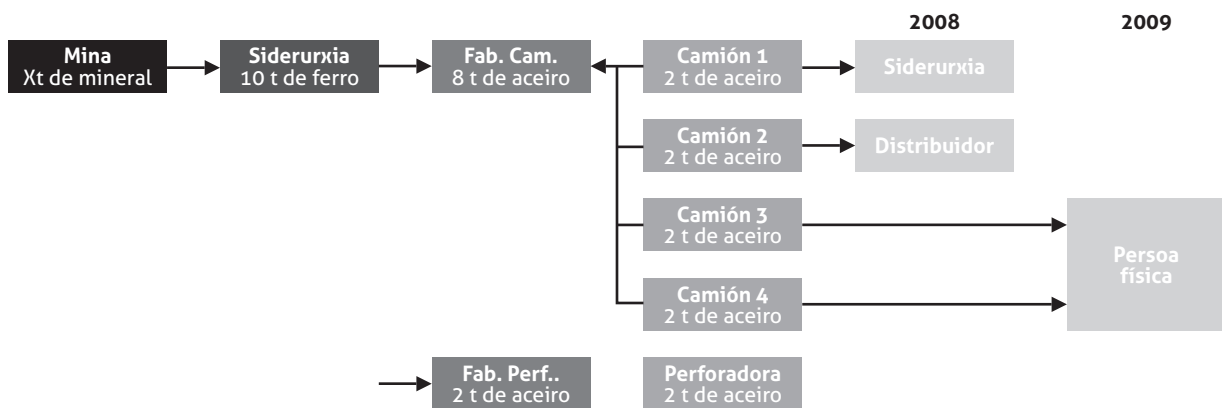 2008
2009
Mina
Xt de mineral
Siderurxia
10 t de ferro
Fab. Cam.
8 t de aceiro
Camión 1
2 t de aceiro
Siderurxia
Camión 2
2 t de aceiro
Distribuidor
Camión 3
2 t de aceiro
Camión 4
2 t de aceiro
Persoa
física
Fab. Perf..
2 t de aceiro
Perforadora
2 t de aceiro